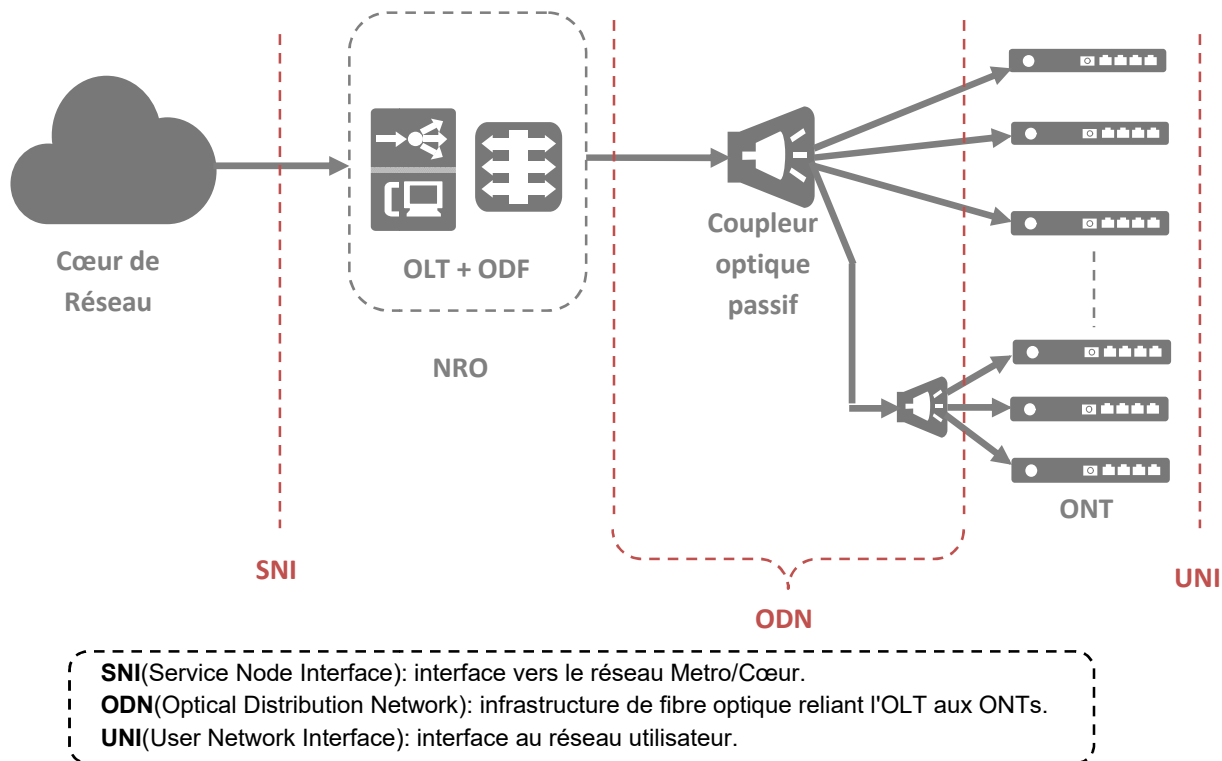 Cœur de
Réseau
OLT + ODF
NRO
Coupleur
optique
passif
ONT
SNI
ODN
UNI
SNI(Service Node Interface): interface vers le réseau Metro/Cœur.
ODN(Optical Distribution Network): infrastructure de fibre optique reliant l'OLT aux ONTs.
UNI(User Network Interface): interface au réseau utilisateur.